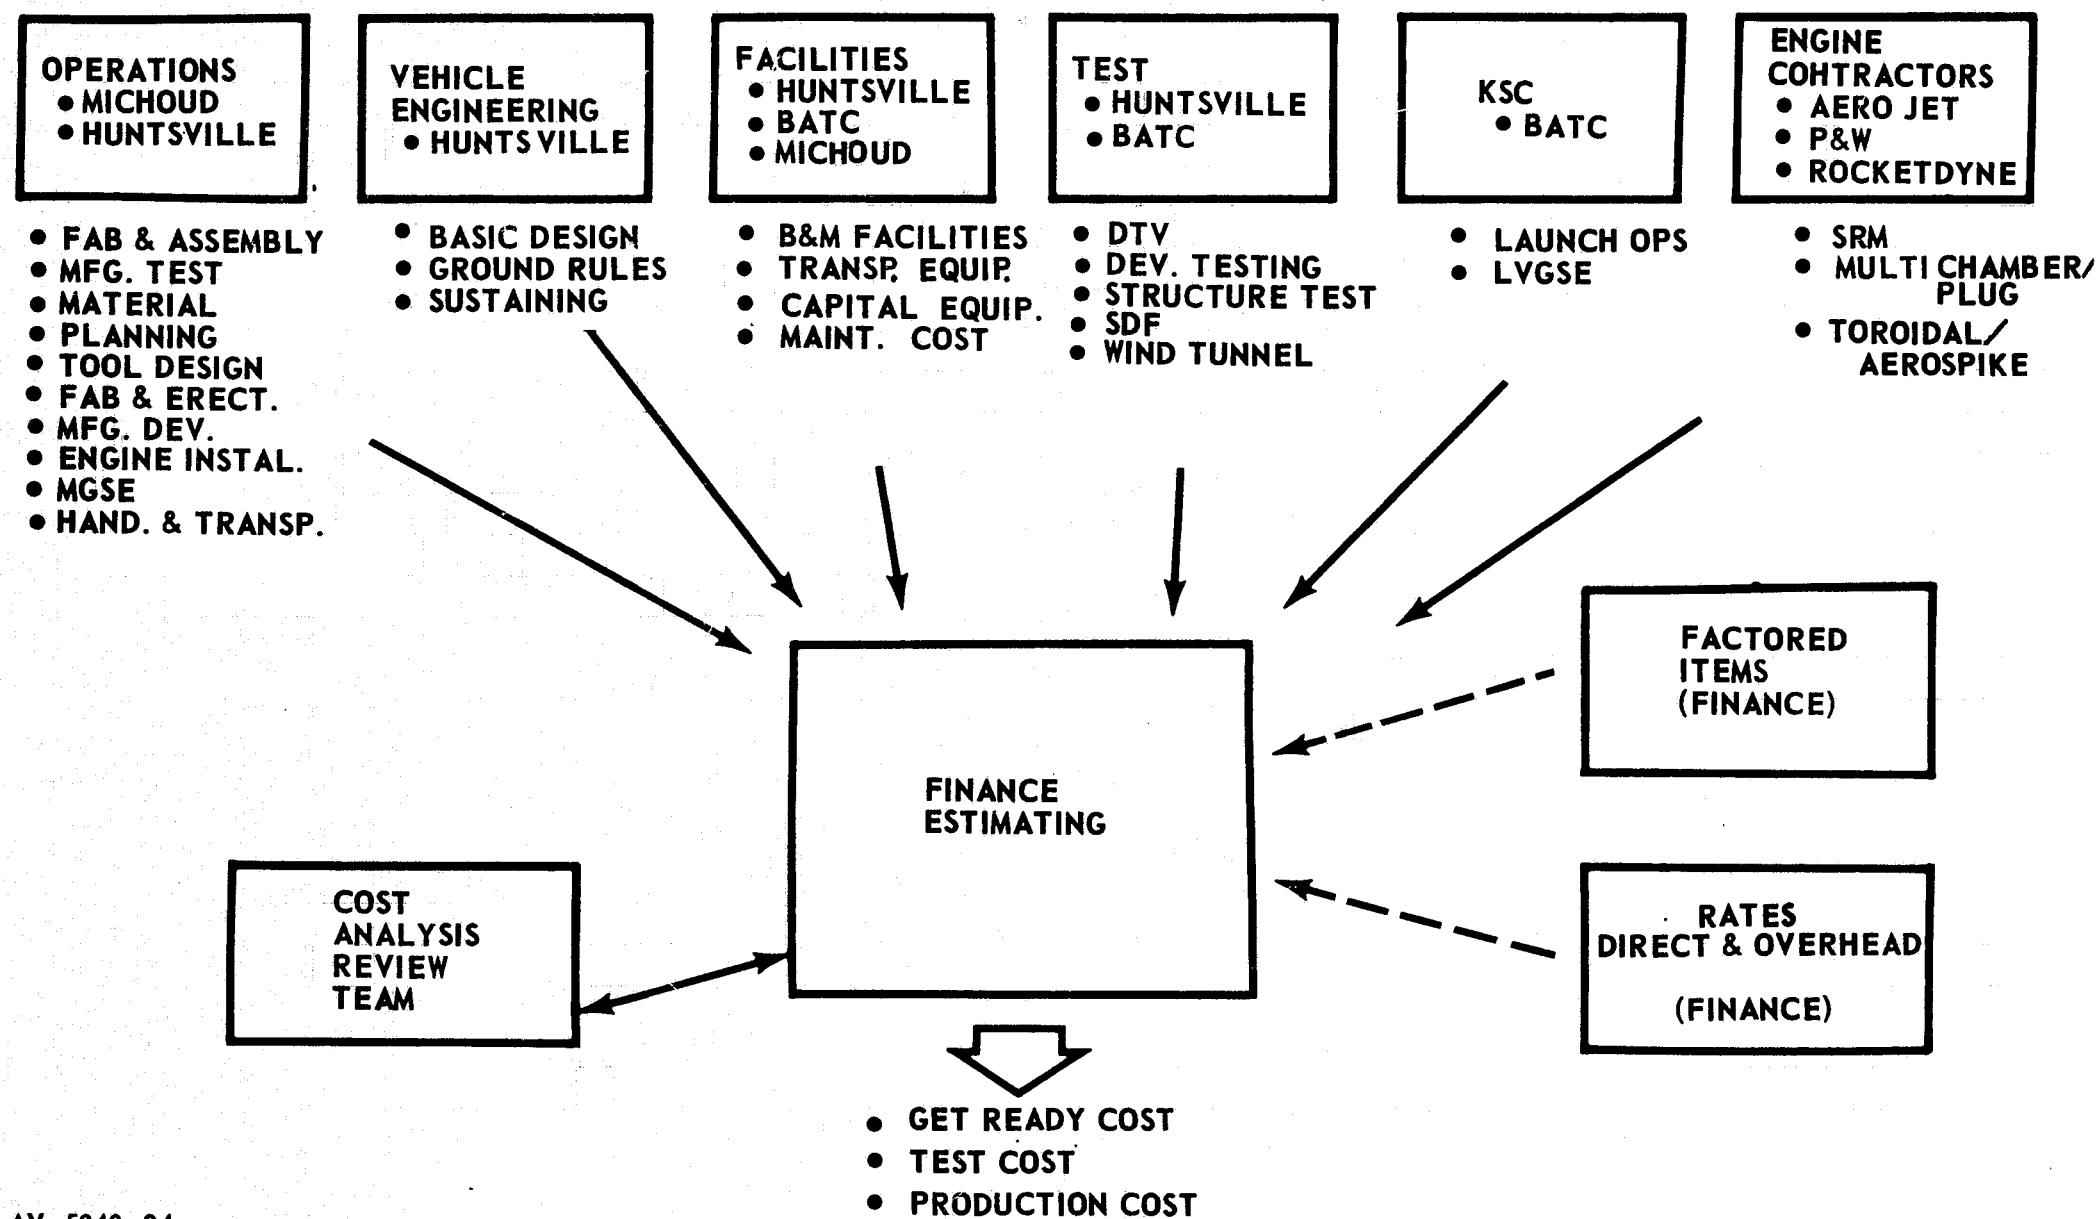 OPERATIONS
• MICHOUD
• HUNTSVILLE
• FAB & ASSEMBLY
• MFG. TEST
• MATERIAL
• PLANNING
• TOOL DESIGN
• FAB & ERECT.
• MFG. DEV.
• ENGINE INSTAL.
• MGSE
• HAND. & TRANSP.
VEHICLE
ENGINEERING
• HUNTSVILLE
• BASIC DESIGN
• GROUND RULES
• SUSTAINING
FACILITIES
• HUNTSVILLE
• BATC
• MICHOUD
• B&M FACILITIES
• TRANSP. EQUIP.
• CAPITAL EQUIP.
• MAINT. COST
TEST
• HUNTSVILLE
• BATC
• DTV
• DEV. TESTING
• STRUCTURE TEST
• SDF
• WIND TUNNEL
KSC
• BATC
• LAUNCH OPS
• LVGSE
ENGINE
COHTRACTORS
• AERO JET
• P&W
• ROCKETDYNE
• SRM
• MULTI CHAMBER/
PLUG
• TOROIDAL/
AEROSPIKE
FACTORED
ITEMS
(FINANCE)
FINANCE
ESTIMATING
COST
ANALYSIS
REVIEW
TEAM
RATES
DIRECT & OVERHEAD
(FINANCE)
• GET READY COST
• TEST COST
• PRODUCTION COST